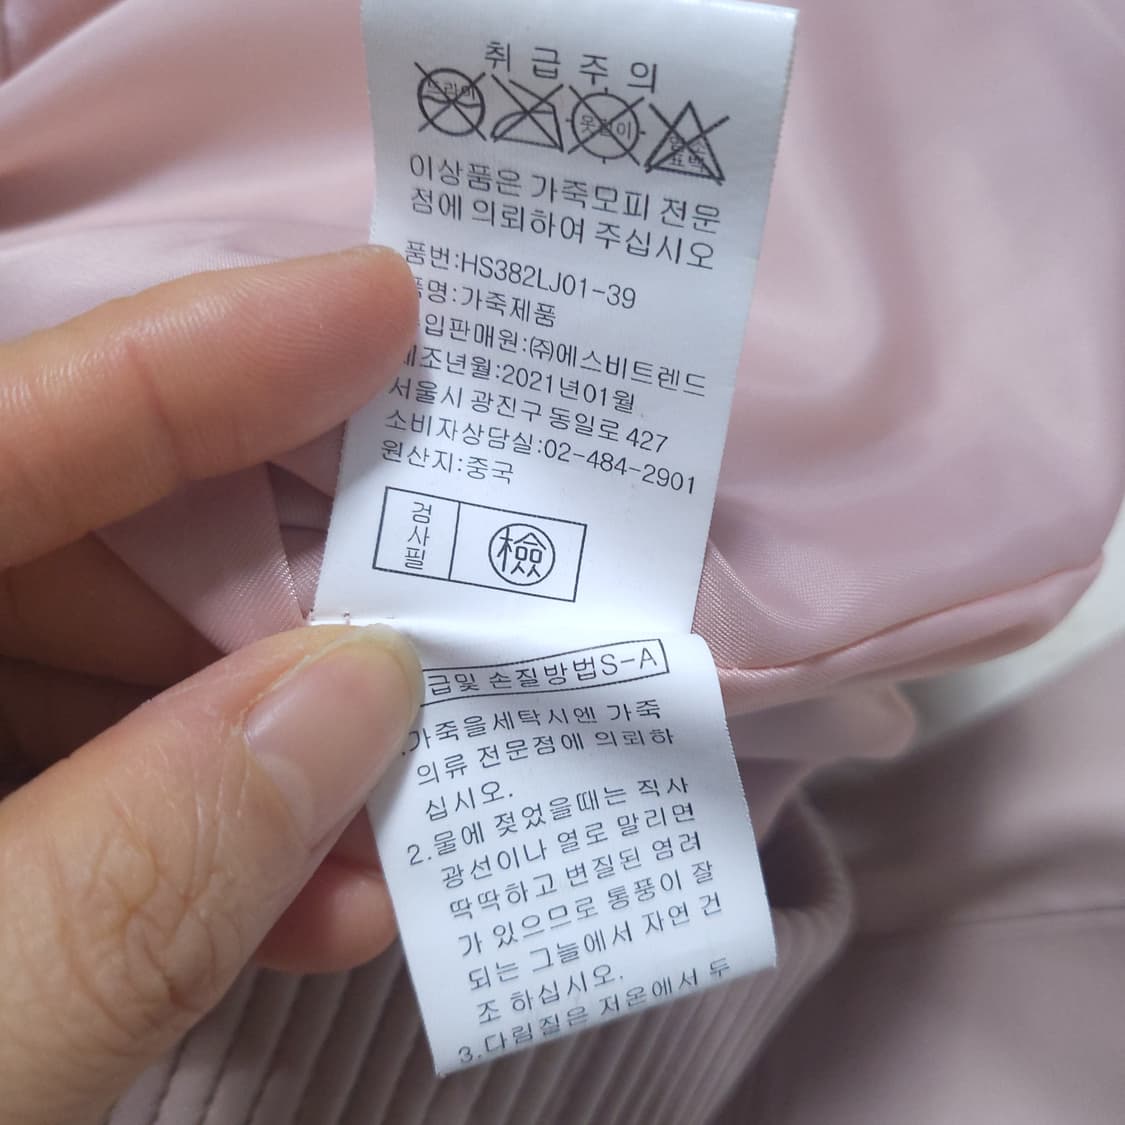 취급주의
드라이
옷걸이
염소
표백
이상품은 가죽모피 전문
점에 의뢰하여 주십시오
품번:HS382LJ01-39
품명:가죽제품
입판매원:㈜에스비트렌드
제조년월:2021년01월
서울시 광진구 동일로 427
소비자상담실:02-484-2901
원산지:중국
검사필
檢
급및 손질방법S-A
가죽을세탁시엔 가죽
의류 전문점에 의뢰하
십시오.
2.물에 젖었을때는 직사
광선이나 열로 말리면
딱딱하고 변질된 염려
가 있으므로 통풍이 잘
되는 그늘에서 자연 건
조 하십시오.
3.다림질은 저온에서 두